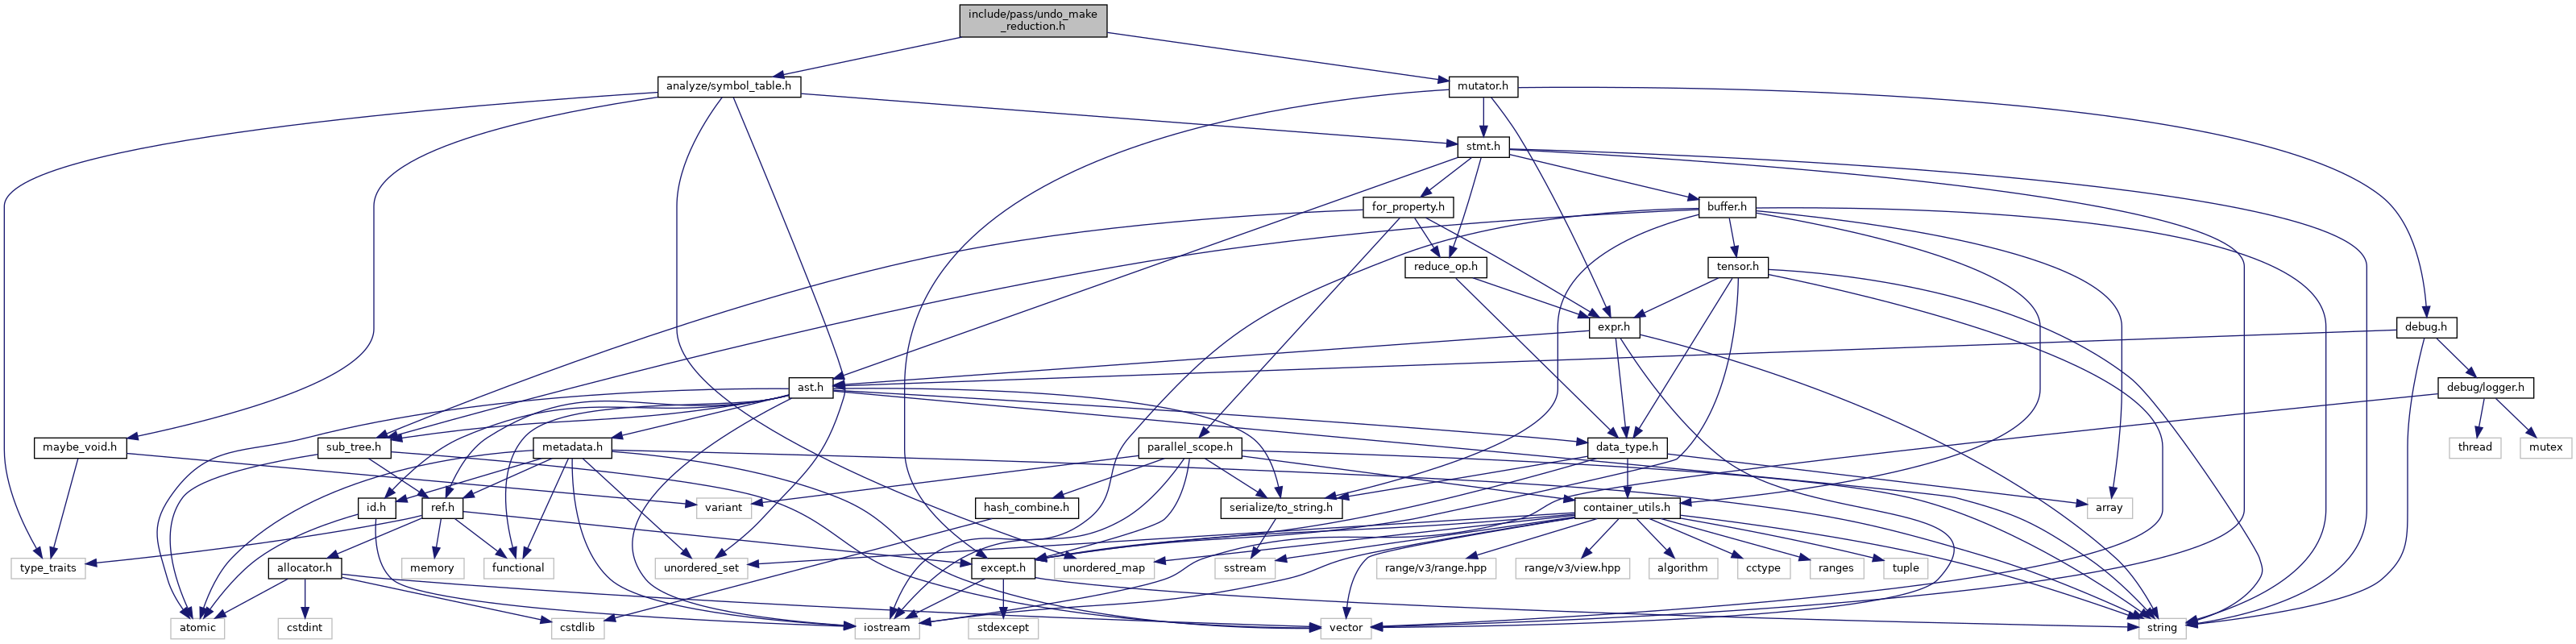 include/pass/undo_make
_reduction.h
analyze/symbol_table.h
mutator.h
stmt.h
for_property.h
buffer.h
reduce_op.h
tensor.h
expr.h
debug.h
ast.h
debug/logger.h
maybe_void.h
sub_tree.h
metadata.h
parallel_scope.h
data_type.h
thread
mutex
id.h
ref.h
variant
hash_combine.h
serialize/to_string.h
container_utils.h
array
type_traits
allocator.h
memory
functional
unordered_set
except.h
unordered_map
sstream
range/v3/range.hpp
range/v3/view.hpp
algorithm
cctype
ranges
tuple
atomic
cstdint
cstdlib
iostream
stdexcept
vector
string